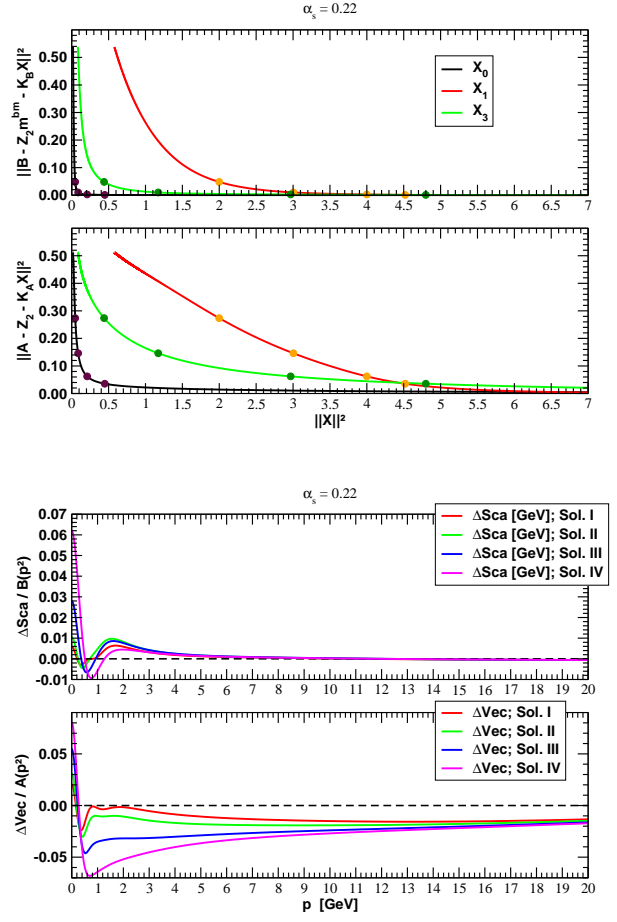 α_s = 0.22
||B - Z₂m^bm - K_BX||²
0.50
0.40
0.30
0.20
0.10
0.00
X₀
X₁
X₃
0 0.5 1 1.5 2 2.5 3 3.5 4 4.5 5 5.5 6 6.5 7
||A - Z₂ - K_AX||²
0.50
0.40
0.30
0.20
0.10
0.00
0 0.5 1 1.5 2 2.5 3 3.5 4 4.5 5 5.5 6 6.5 7
||X||²
α_s = 0.22
ΔSca / B(p²)
0.07
0.06
0.05
0.04
0.03
0.02
0.01
0.00
-0.01
ΔSca [GeV]; Sol. I
ΔSca [GeV]; Sol. II
ΔSca [GeV]; Sol. III
ΔSca [GeV]; Sol. IV
0 1 2 3 4 5 6 7 8 9 10 11 12 13 14 15 16 17 18 19 20
ΔVec / A(p²)
0.05
0.00
-0.05
ΔVec; Sol. I
ΔVec; Sol. II
ΔVec; Sol. III
ΔVec; Sol. IV
0 1 2 3 4 5 6 7 8 9 10 11 12 13 14 15 16 17 18 19 20
p [GeV]